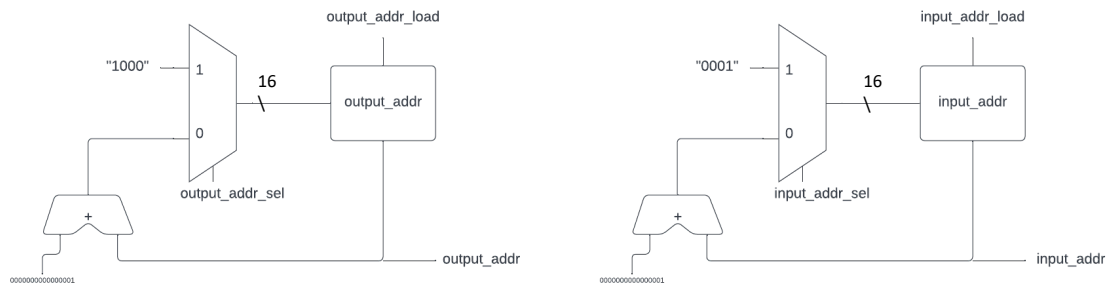 output_addr_load
"1000"
1
16
output_addr
0
output_addr_sel
+
output_addr
0000000000000001
input_addr_load
"0001"
1
16
input_addr
0
input_addr_sel
+
input_addr
0000000000000001